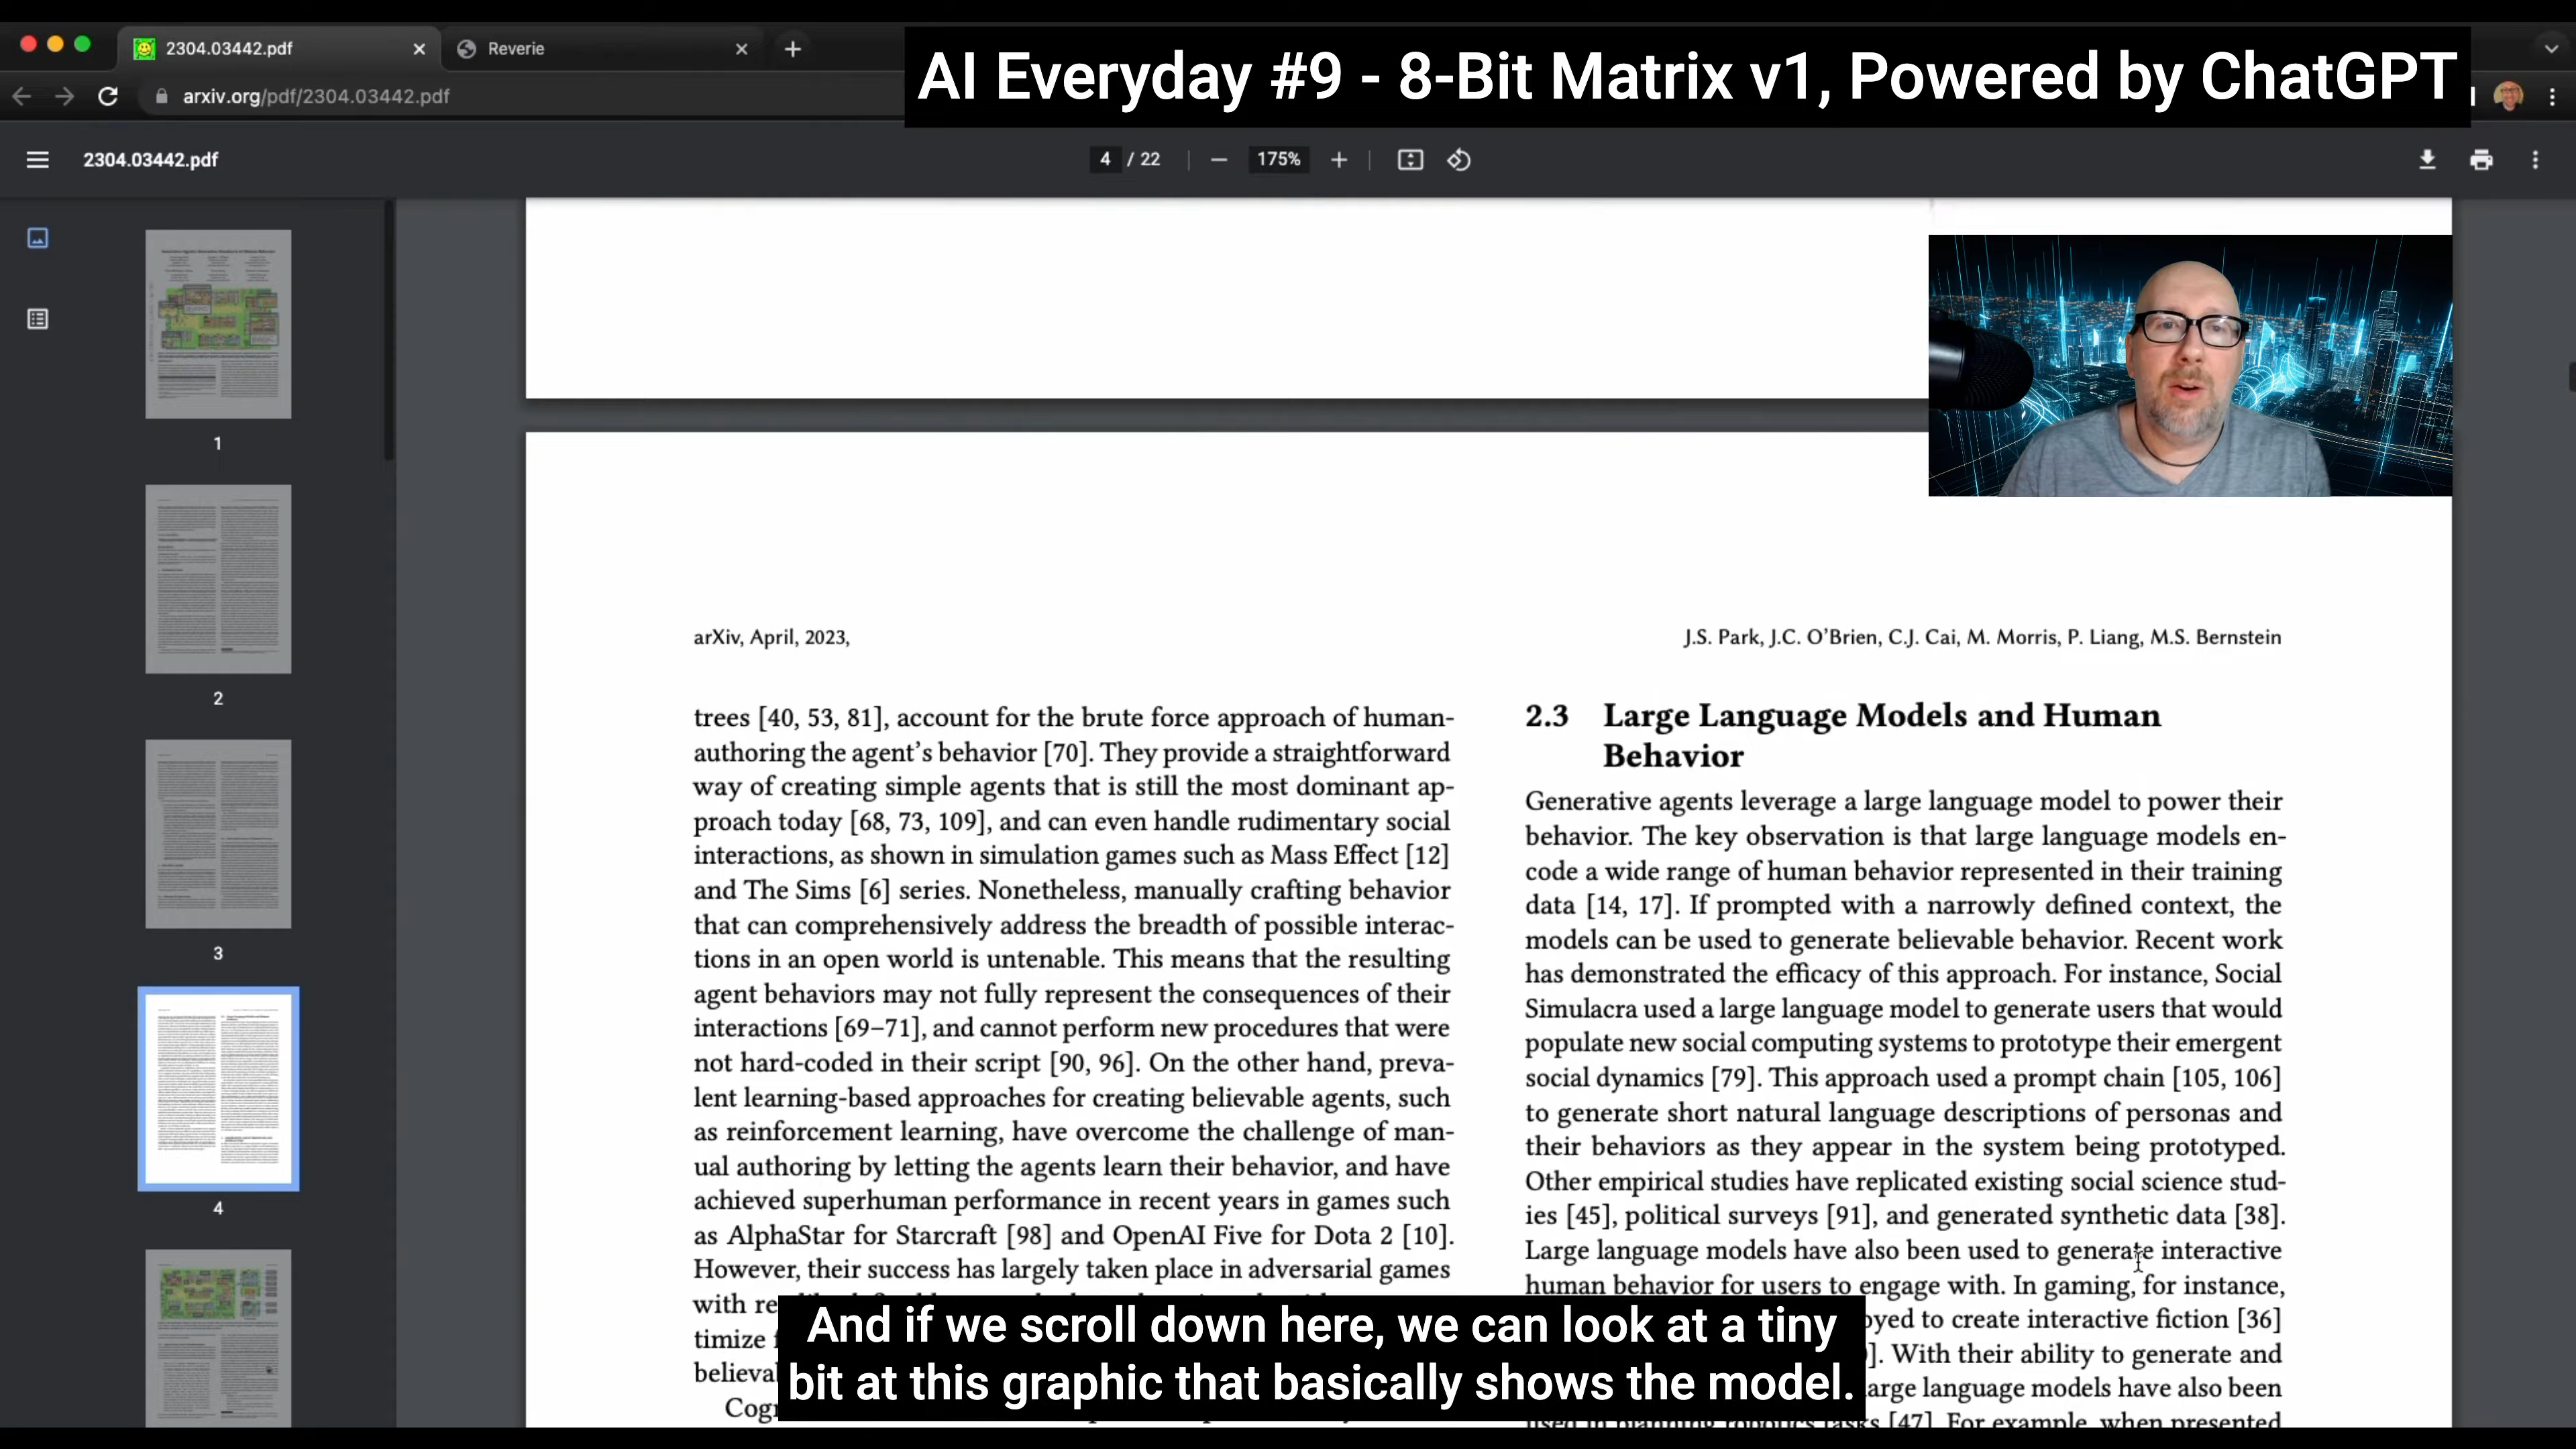 2304.03442.pdf
Reverie
AI Everyday #9 - 8-Bit Matrix v1, Powered by ChatGPT
arxiv.org/pdf/2304.03442.pdf
2304.03442.pdf
4 / 22
175%
1
2
3
4
arXiv, April, 2023,
J.S. Park, J.C. O'Brien, C.J. Cai, M. Morris, P. Liang, M.S. Bernstein
trees [40, 53, 81], account for the brute force approach of human-
authoring the agent's behavior [70]. They provide a straightforward
way of creating simple agents that is still the most dominant ap-
proach today [68, 73, 109], and can even handle rudimentary social
interactions, as shown in simulation games such as Mass Effect [12]
and The Sims [6] series. Nonetheless, manually crafting behavior
that can comprehensively address the breadth of possible interac-
tions in an open world is untenable. This means that the resulting
agent behaviors may not fully represent the consequences of their
interactions [69–71], and cannot perform new procedures that were
not hard-coded in their script [90, 96]. On the other hand, preva-
lent learning-based approaches for creating believable agents, such
as reinforcement learning, have overcome the challenge of man-
ual authoring by letting the agents learn their behavior, and have
achieved superhuman performance in recent years in games such
as AlphaStar for Starcraft [98] and OpenAI Five for Dota 2 [10].
However, their success has largely taken place in adversarial games
with
2.3 Large Language Models and Human
Behavior
Generative agents leverage a large language model to power their
behavior. The key observation is that large language models en-
code a wide range of human behavior represented in their training
data [14, 17]. If prompted with a narrowly defined context, the
models can be used to generate believable behavior. Recent work
has demonstrated the efficacy of this approach. For instance, Social
Simulacra used a large language model to generate users that would
populate new social computing systems to prototype their emergent
social dynamics [79]. This approach used a prompt chain [105, 106]
to generate short natural language descriptions of personas and
their behaviors as they appear in the system being prototyped.
Other empirical studies have replicated existing social science stud-
ies [45], political surveys [91], and generated synthetic data [38].
Large language models have also been used to generate interactive
human behavior for users to engage with. In gaming, for instance,
to create interactive fiction [36]
With their ability to generate and
large language models have also been
used in planning robotics tasks [47]. For example, when presented
And if we scroll down here, we can look at a tiny
bit at this graphic that basically shows the model.